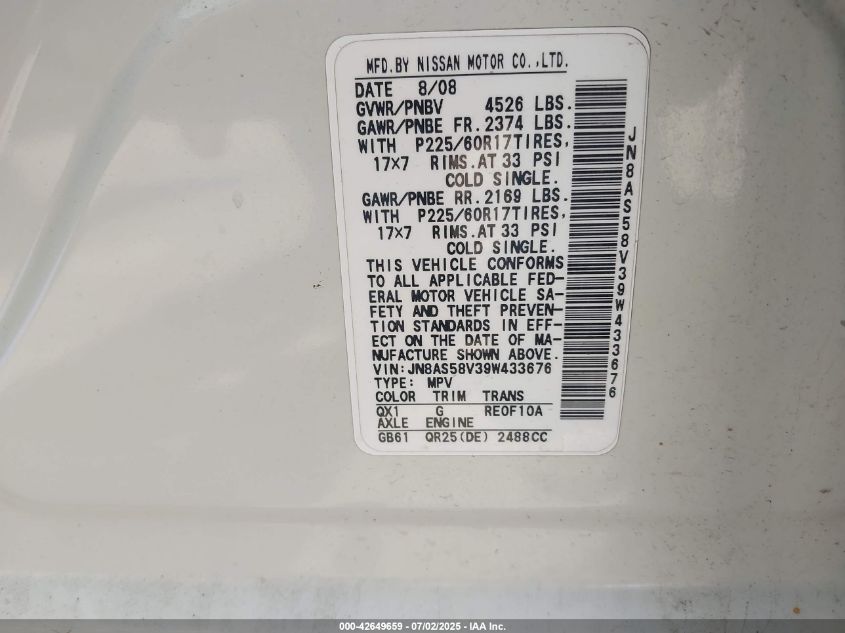 MFD.BY NISSAN MOTOR CO.,LTD.
DATE 8/08
GVWR/PNBV 4526 LBS.
GAWR/PNBE FR. 2374 LBS.
WITH P225/60R17TIRES,
17×7 RIMS.AT 33 PSI
COLD SINGLE.
GAWR/PNBE RR. 2169 LBS.
WITH P225/60R17TIRES,
17×7 RIMS.AT 33 PSI
COLD SINGLE.
THIS VEHICLE CONFORMS
TO ALL APPLICABLE FED-
ERAL MOTOR VEHICLE SA-
FETY AND THEFT PREVEN-
TION STANDARDS IN EFF-
ECT ON THE DATE OF MA-
NUFACTURE SHOWN ABOVE.
VIN:JN8AS58V39W433676
TYPE: MPV
COLOR TRIM TRANS
QX1 G RE0F10A
AXLE ENGINE
GB61 QR25(DE) 2488CC
JN8AS58V39W433676
000-42649659 - 07/02/2025 - IAA Inc.